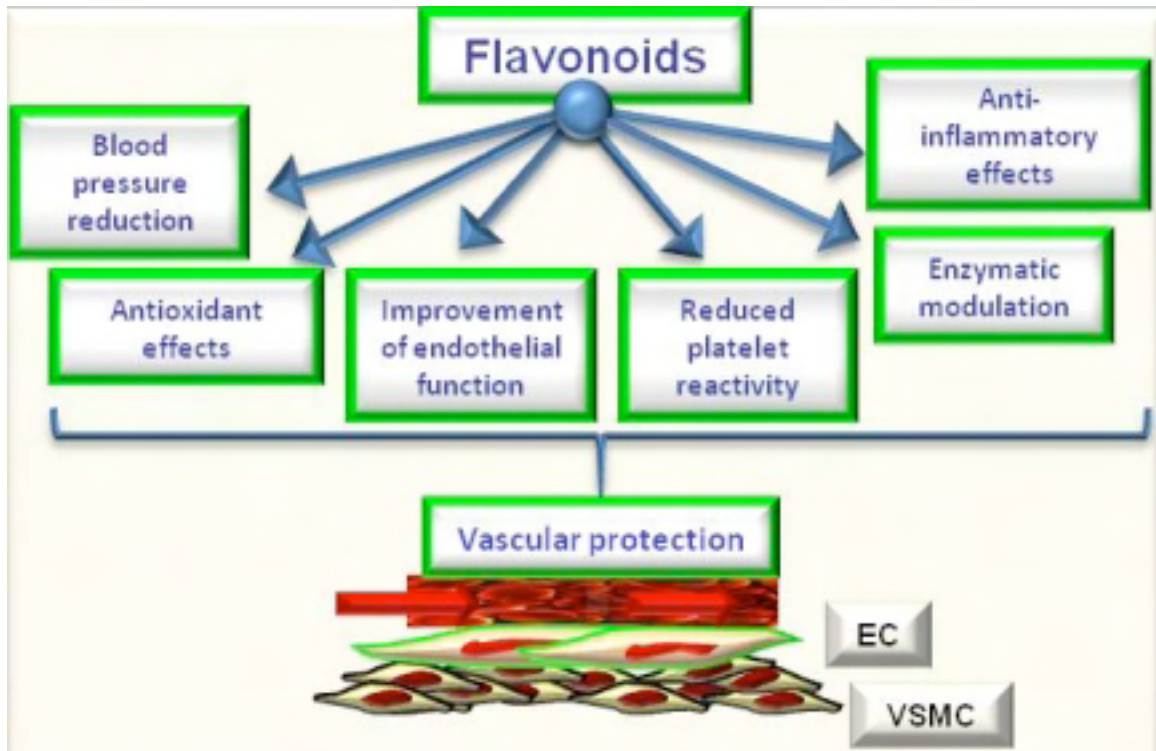 Flavonoids
Blood
pressure
reduction
Antioxidant
effects
Improvement
of endothelial
function
Reduced
platelet
reactivity
Enzymatic
modulation
Anti-
inflammatory
effects
Vascular protection
EC
VSMC